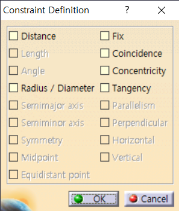 Constraint Definition ? ×
Distance Fix
Length Coincidence
Angle Concentricity
Radius / Diameter Tangency
Semimajor axis Parallelism
Semiminor axis Perpendicular
Symmetry Horizontal
Midpoint Vertical
Equidistant point
OK Cancel